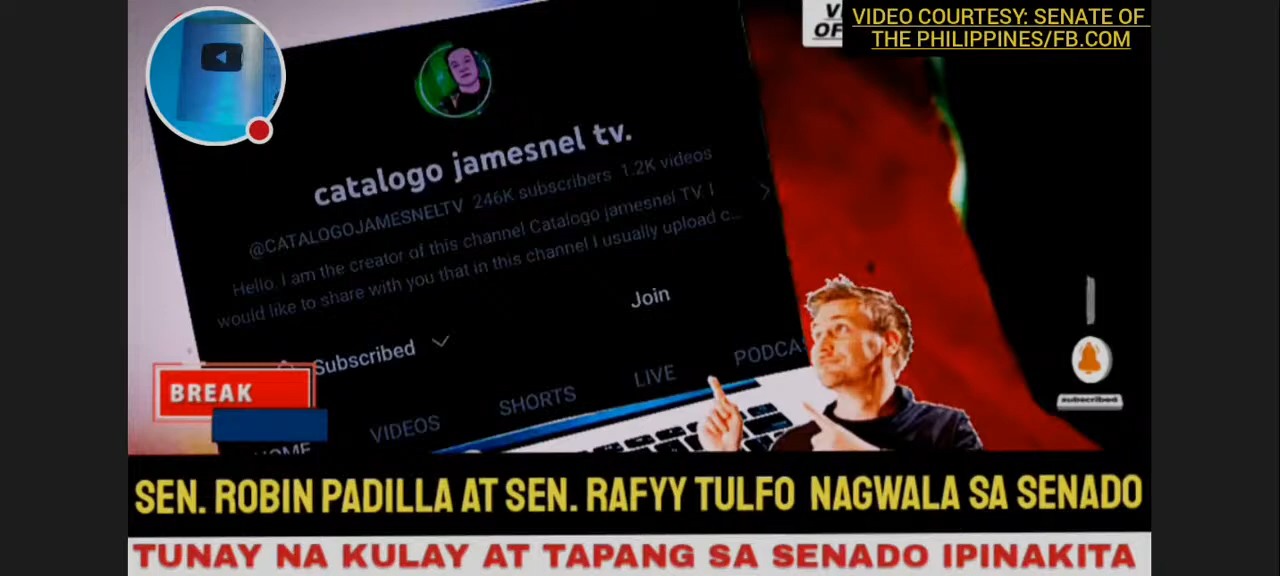 VIDEO COURTESY: SENATE OF
THE PHILIPPINES/FB.COM
catalogo jamesnel tv.
@CATALOGOJAMESNELTV 246K subscribers 1.2K videos
Hello. I am the creator of this channel Catalogo jamesnel TV. I
would like to share with you that in this channel I usually upload c...
Join
Subscribed
HOME VIDEOS SHORTS LIVE
BREAK
subscribed
SEN. ROBIN PADILLA AT SEN. RAFYY TULFO NAGWALA SA SENADO
TUNAY NA KULAY AT TAPANG SA SENADO IPINAKITA